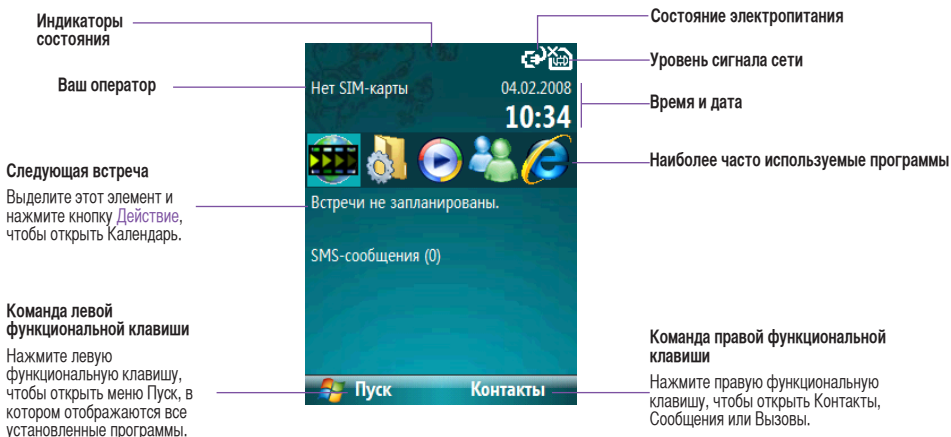 Индикаторы
состояния
Ваш оператор
Следующая встреча
Выделите этот элемент и
нажмите кнопку Действие,
чтобы открыть Календарь.
Команда левой
функциональной клавиши
Нажмите левую
функциональную клавишу,
чтобы открыть меню Пуск, в
котором отображаются все
установленные программы.
Нет SIM-карты
04.02.2008
10:34
Встречи не запланированы.
SMS-сообщения (0)
Пуск
Контакты
Состояние электропитания
Уровень сигнала сети
Время и дата
Наиболее часто используемые программы
Команда правой функциональной
клавиши
Нажмите правую функциональную
клавишу, чтобы открыть Контакты,
Сообщения или Вызовы.